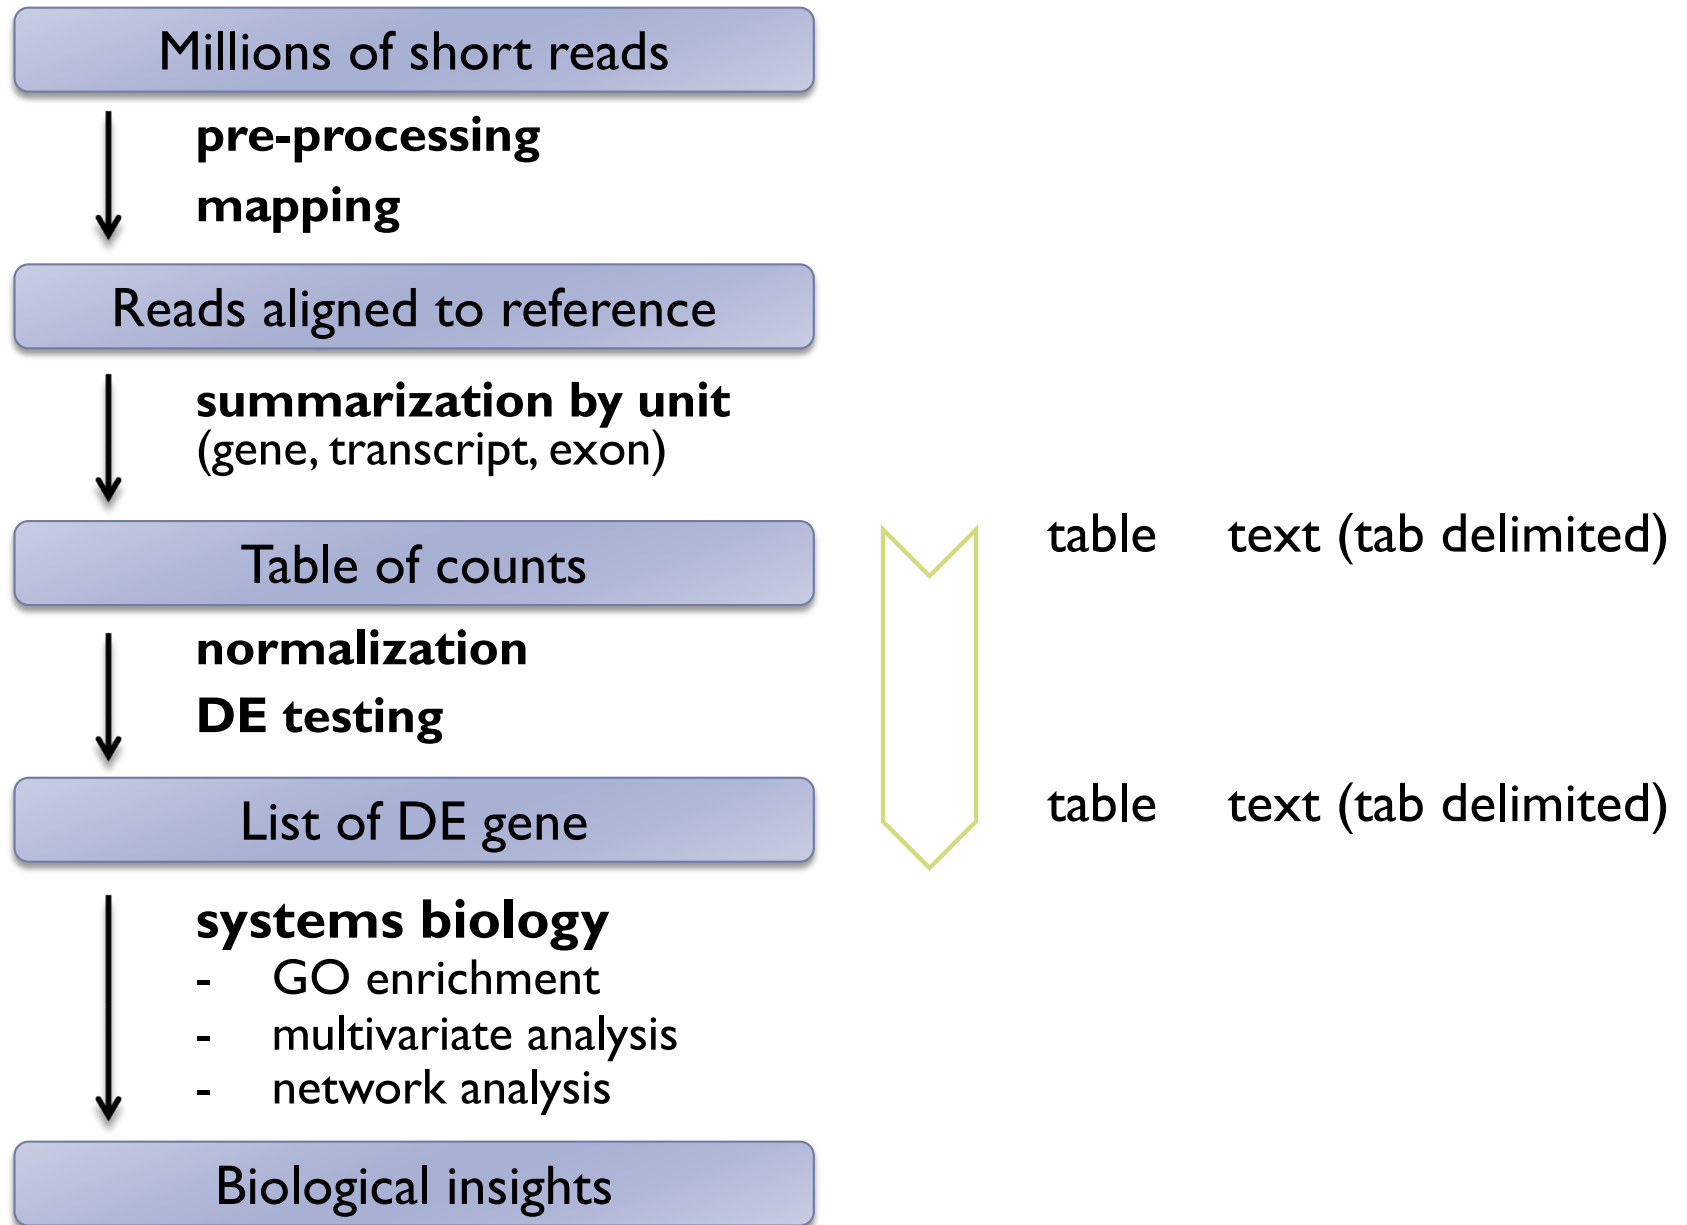 Millions of short reads
pre-processing
mapping
Reads aligned to reference
summarization by unit
(gene, transcript, exon)
Table of counts
table text (tab delimited)
normalization
DE testing
List of DE gene
table text (tab delimited)
systems biology
- GO enrichment
- multivariate analysis
- network analysis
Biological insights